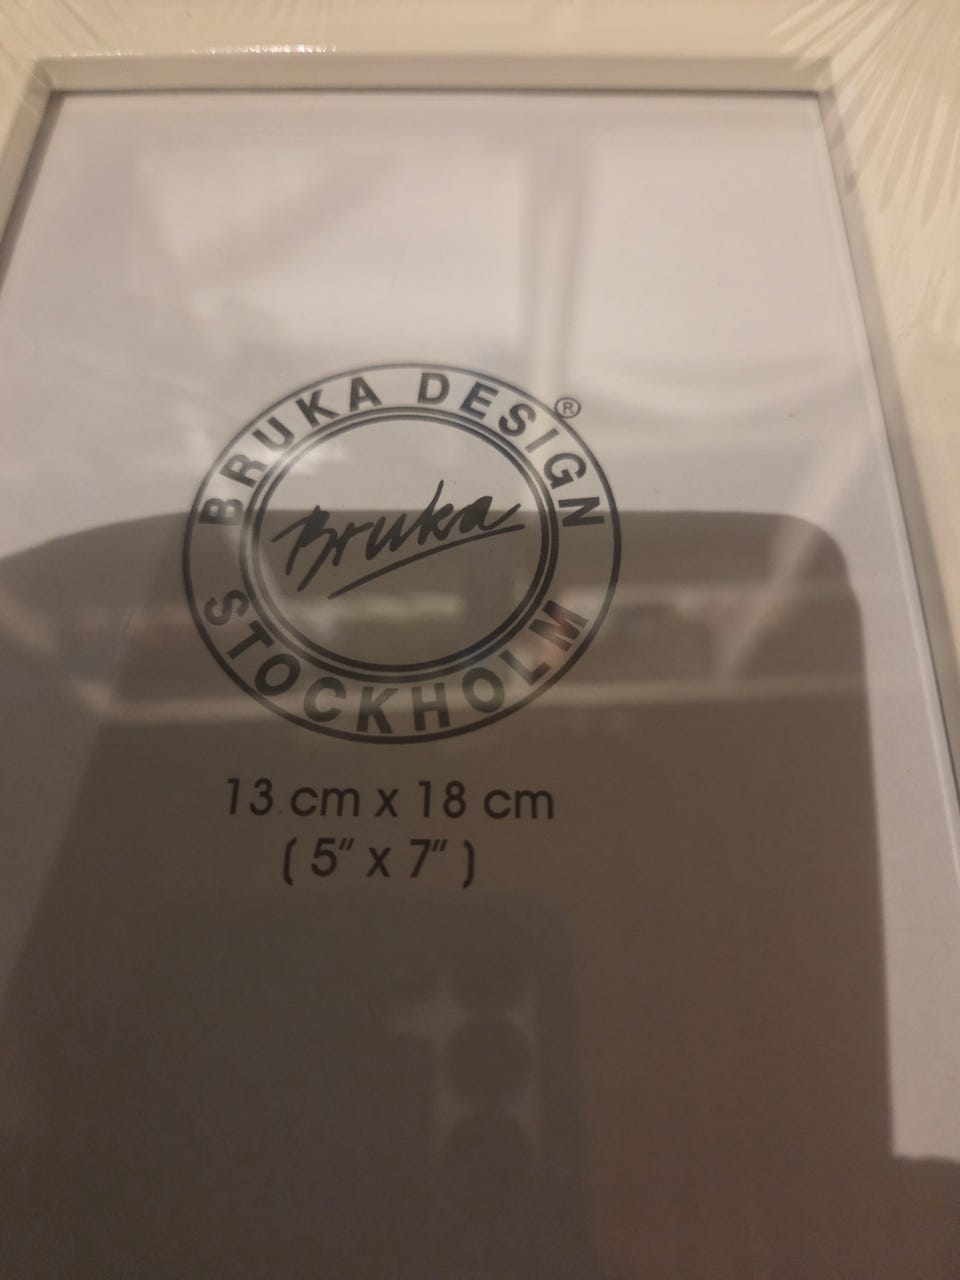 BRUKA DESIGN ®
Bruka
STOCKHOLM
13 cm x 18 cm
( 5" x 7" )